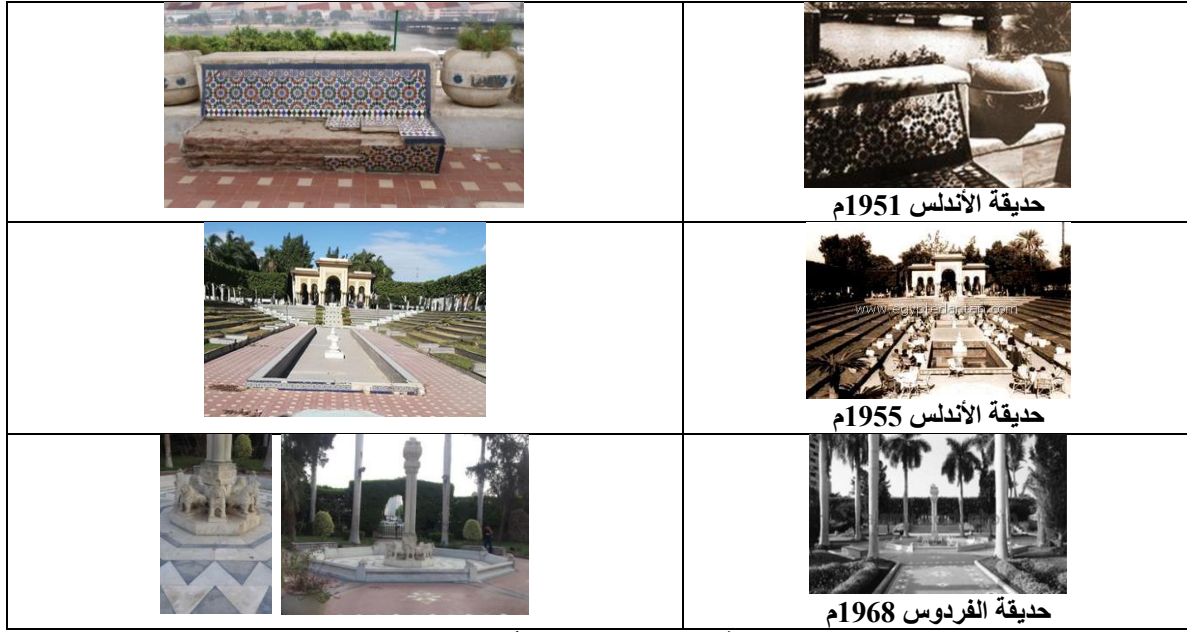 حديقة الأندلس 1951م
www.egyptedantan.com
حديقة الأندلس 1955م
حديقة الفردوس 1968م